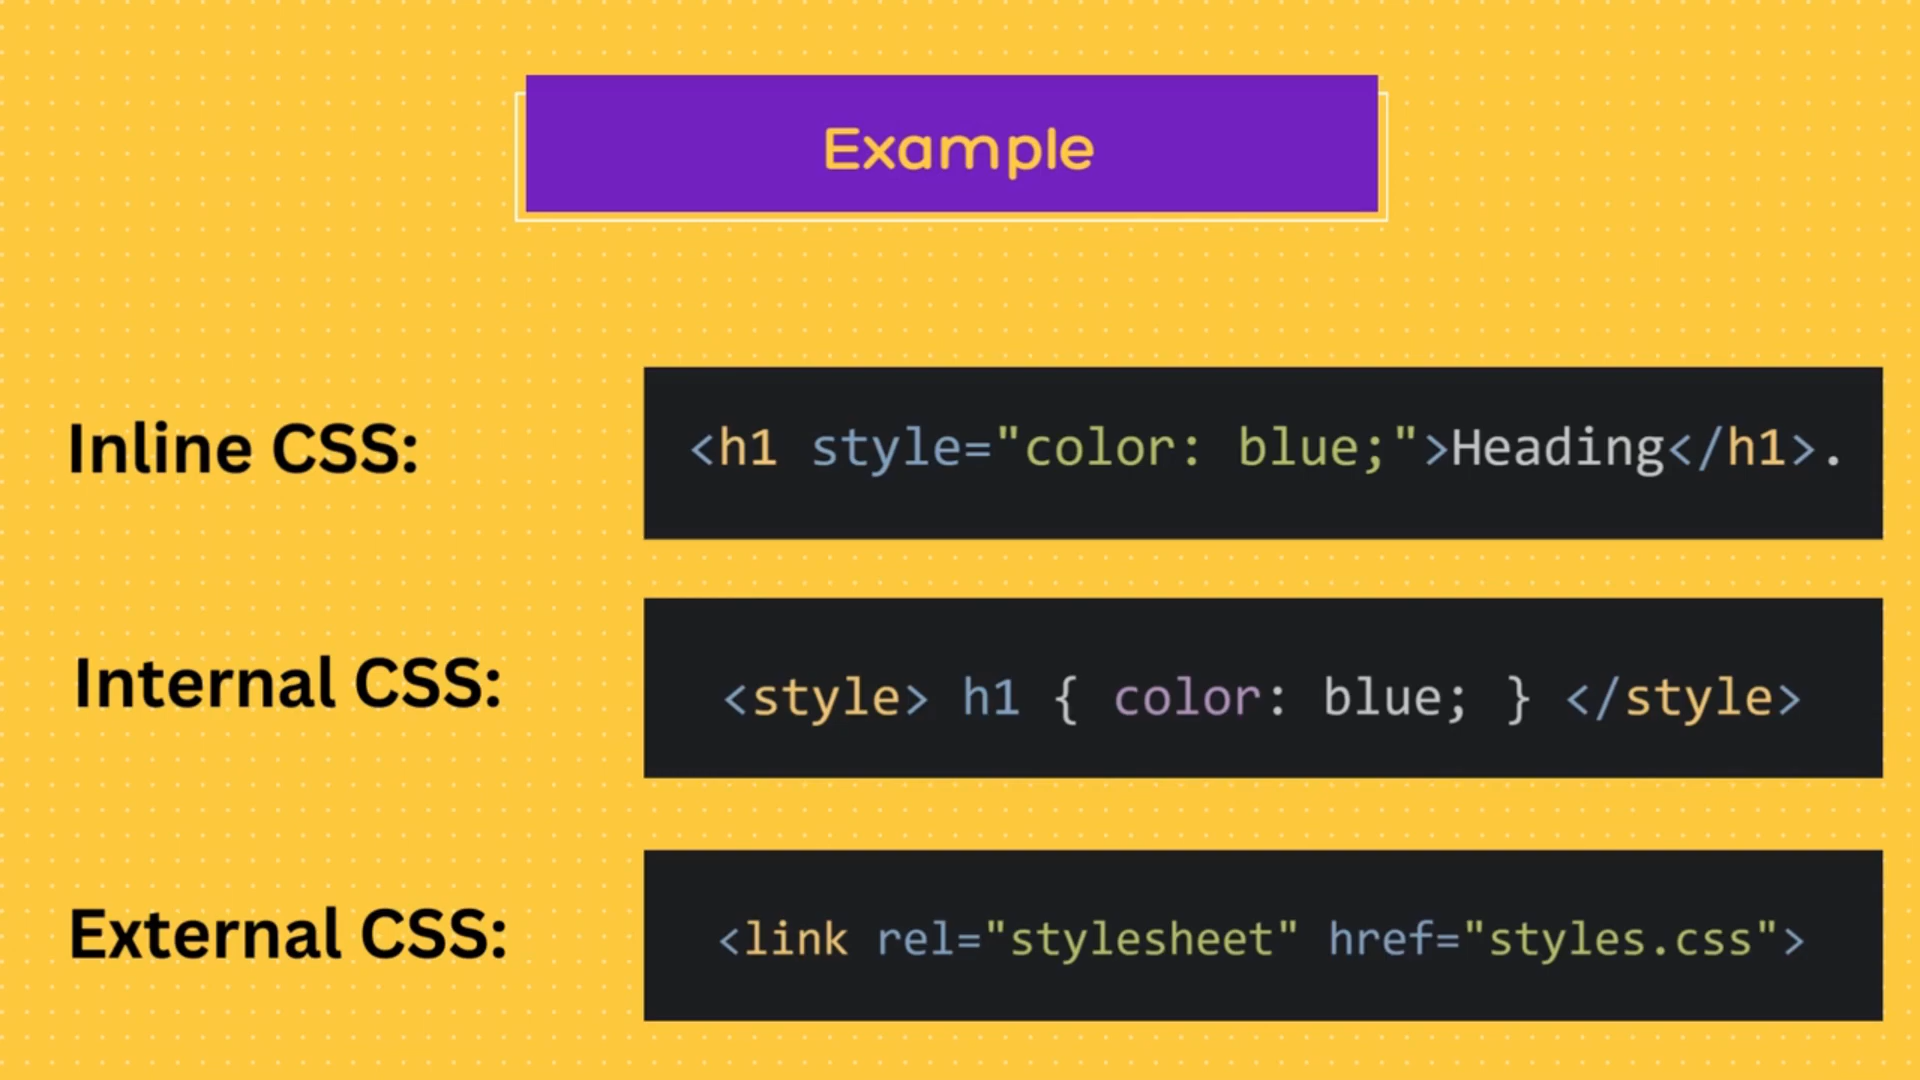 Example
Inline CSS:
<h1 style="color: blue;">Heading</h1>.
Internal CSS:
<style> h1 { color: blue; } </style>
External CSS:
<link rel="stylesheet" href="styles.css">